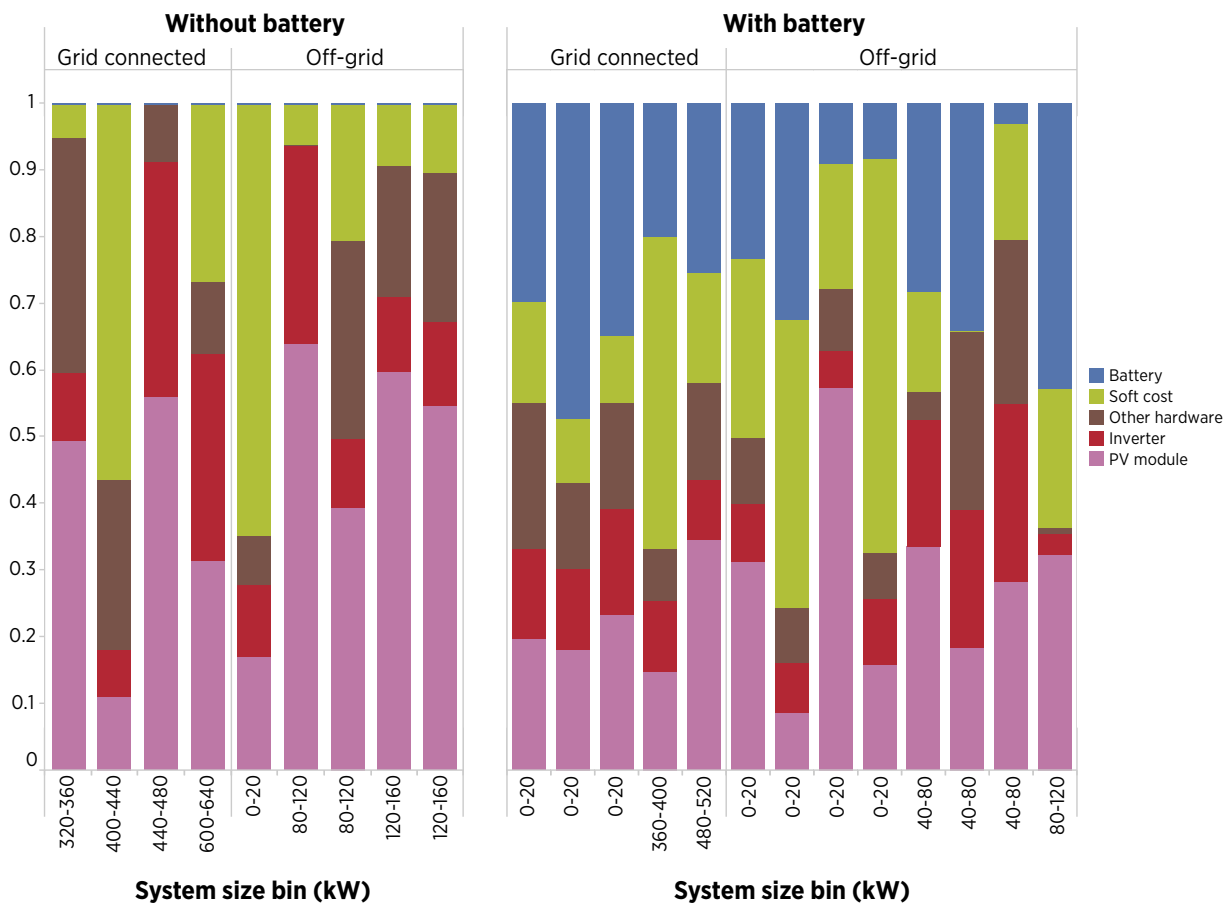 Without battery
With battery
Grid connected
Off-grid
Grid connected
Off-grid
1
0.9
0.8
0.7
0.6
0.5
0.4
0.3
0.2
0.1
0
Battery
Soft cost
Other hardware
Inverter
PV module
320-360
400-440
440-480
600-640
0-20
80-120
80-120
120-160
120-160
0-20
0-20
0-20
360-400
480-520
0-20
0-20
0-20
0-20
40-80
40-80
40-80
80-120
System size bin (kW)
System size bin (kW)